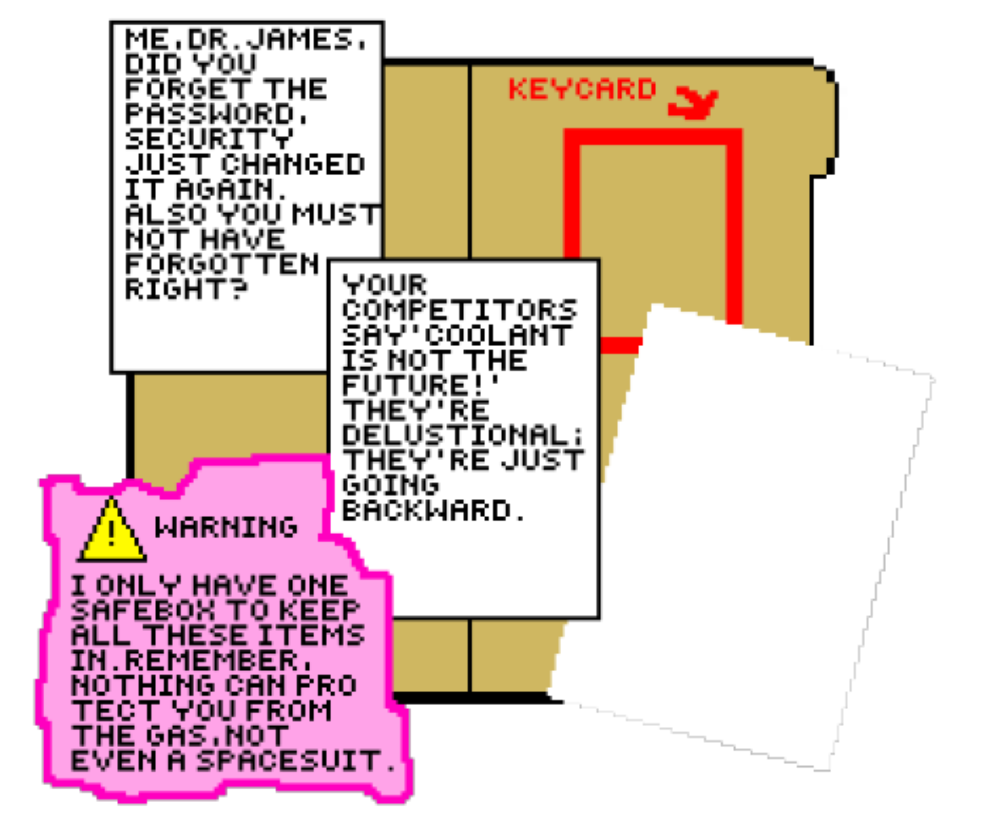 ME,DR.JAMES,
DID YOU
FORGET THE
PASSWORD,
SECURITY
JUST CHANGED
IT AGAIN.
ALSO YOU MUST
NOT HAVE
FORGOTTEN
RIGHT?
KEYCARD
YOUR
COMPETITORS
SAY'COOLANT
IS NOT THE
FUTURE!'
THEY'RE
DELUSTIONAL;
THEY'RE JUST
GOING
BACKWARD.
! WARNING
I ONLY HAVE ONE
SAFEBOX TO KEEP
ALL THESE ITEMS
IN.REMEMBER,
NOTHING CAN PRO
TECT YOU FROM
THE GAS,NOT
EVEN A SPACESUIT.